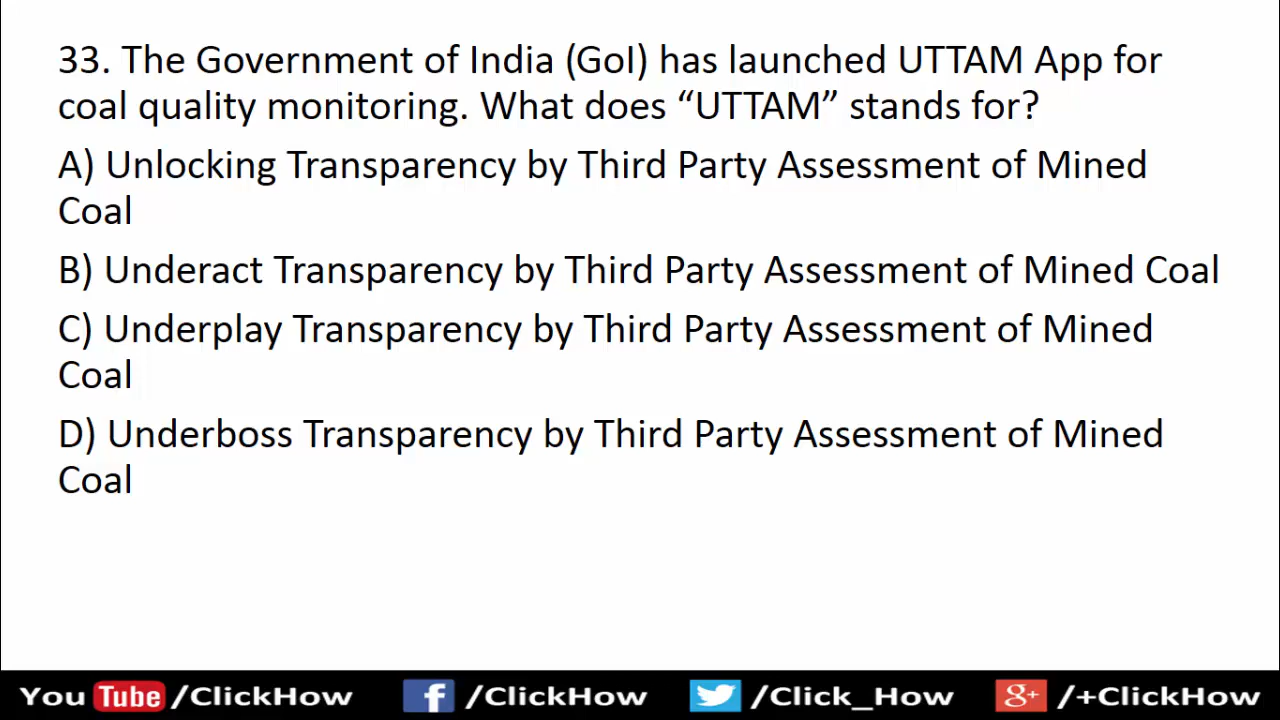 33. The Government of India (GoI) has launched UTTAM App for
coal quality monitoring. What does “UTTAM” stands for?
A) Unlocking Transparency by Third Party Assessment of Mined
Coal
B) Underact Transparency by Third Party Assessment of Mined Coal
C) Underplay Transparency by Third Party Assessment of Mined
Coal
D) Underboss Transparency by Third Party Assessment of Mined
Coal
You Tube /ClickHow f /ClickHow /Click_How g+ /+ClickHow